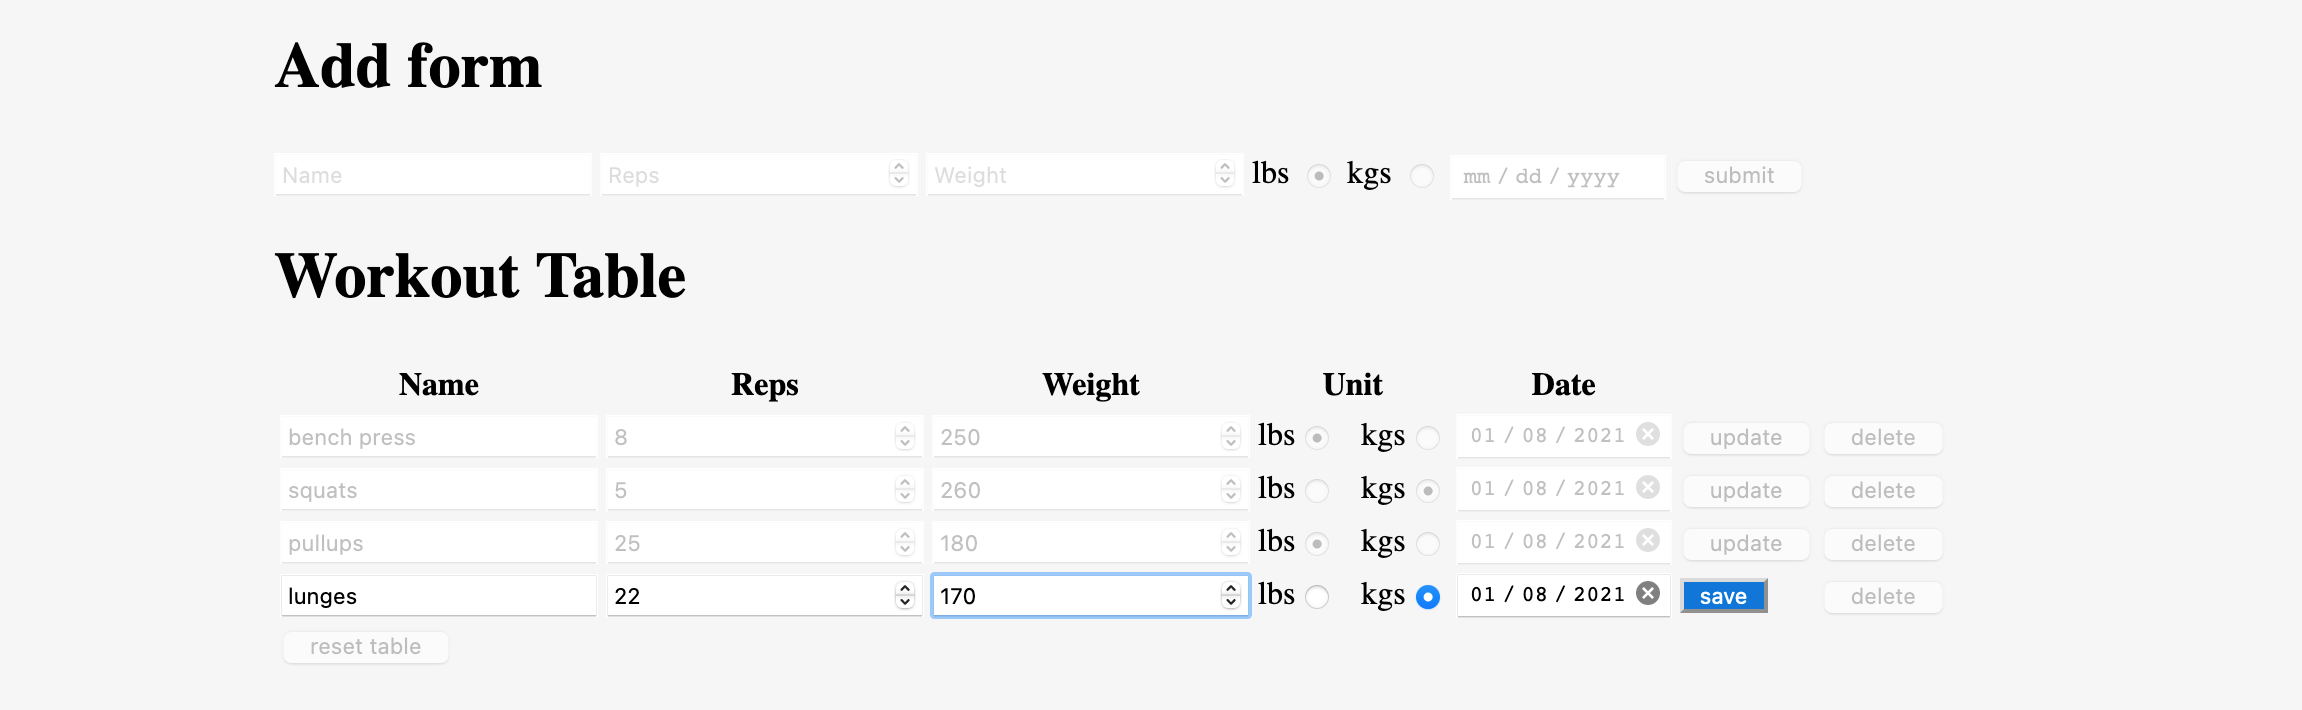 Add form
Name Reps Weight lbs kgs mm / dd / yyyy submit
Workout Table
Name Reps Weight Unit Date
bench press 8 250 lbs kgs 01 / 08 / 2021 update delete
squats 5 260 lbs kgs 01 / 08 / 2021 update delete
pullups 25 180 lbs kgs 01 / 08 / 2021 update delete
lunges 22 170 lbs kgs 01 / 08 / 2021 save delete
reset table